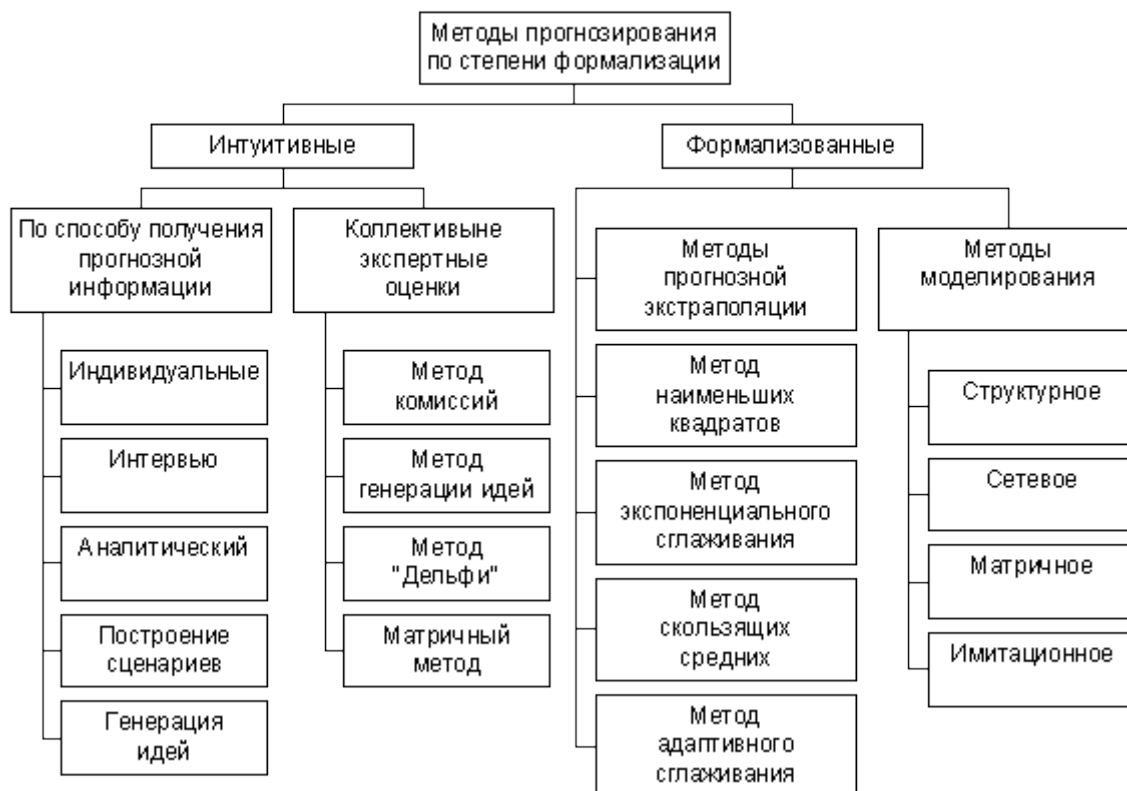 Методы прогнозирования
по степени формализации
Интуитивные
Формализованные
По способу получения
прогнозной
информации
Коллективыне
экспертные
оценки
Методы
прогнозной
экстраполяции
Методы
моделирования
Индивидуальные
Интервью
Аналитический
Построение
сценариев
Генерация
идей
Метод
комиссий
Метод
генерации идей
Метод
"Дельфи"
Матричный
метод
Метод
наименьших
квадратов
Метод
экспоненциального
сглаживания
Метод
скользящих
средних
Метод
адаптивного
сглаживания
Структурное
Сетевое
Матричное
Имитационное